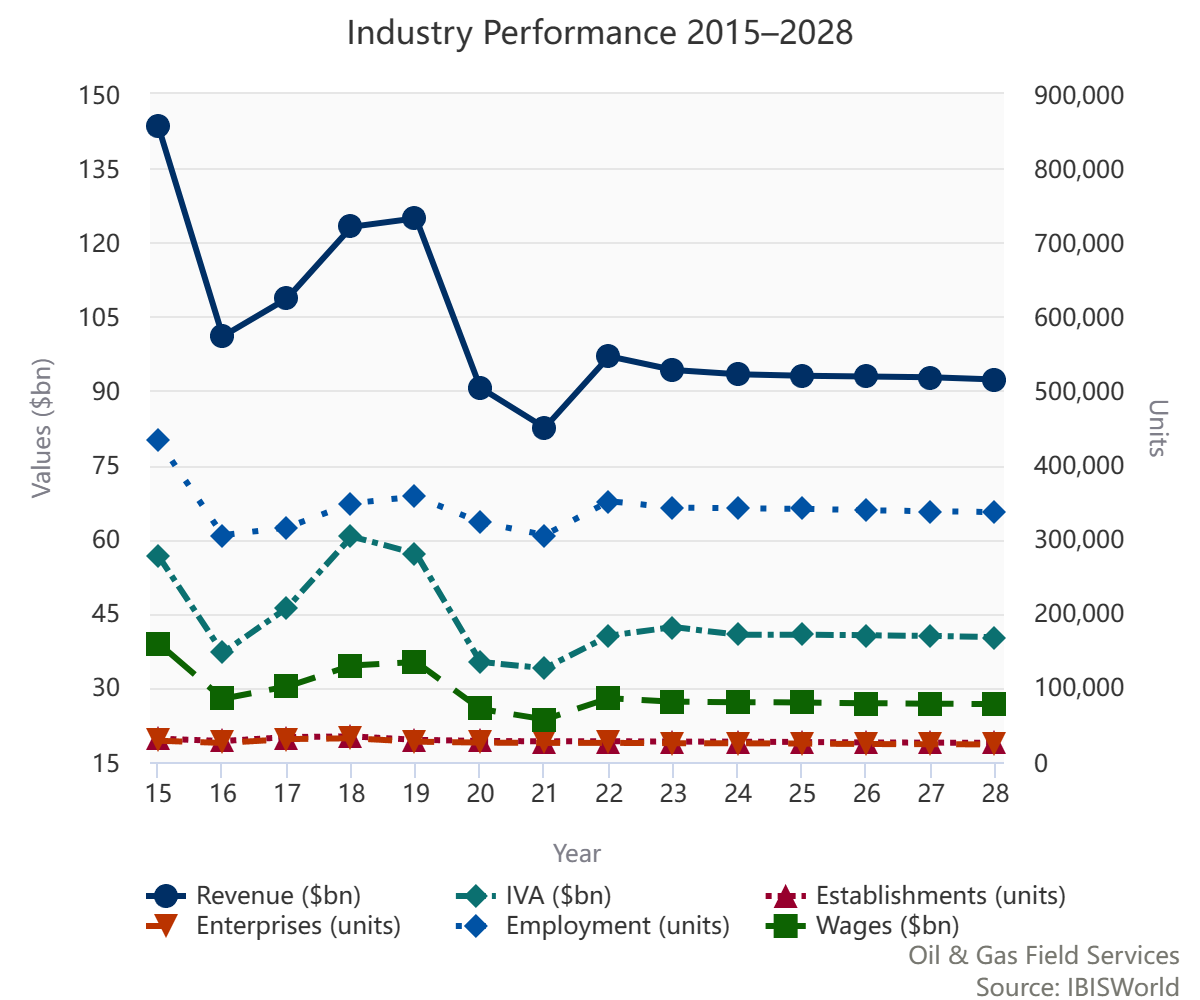 Industry Performance 2015–2028
150 900,000
135 800,000
120 700,000
105 600,000
90 500,000
75 400,000
60 300,000
45 200,000
30 100,000
15 0
Values ($bn)
Units
15 16 17 18 19 20 21 22 23 24 25 26 27 28
Year
Revenue ($bn) IVA ($bn) Establishments (units)
Enterprises (units) Employment (units) Wages ($bn)
Oil & Gas Field Services
Source: IBISWorld